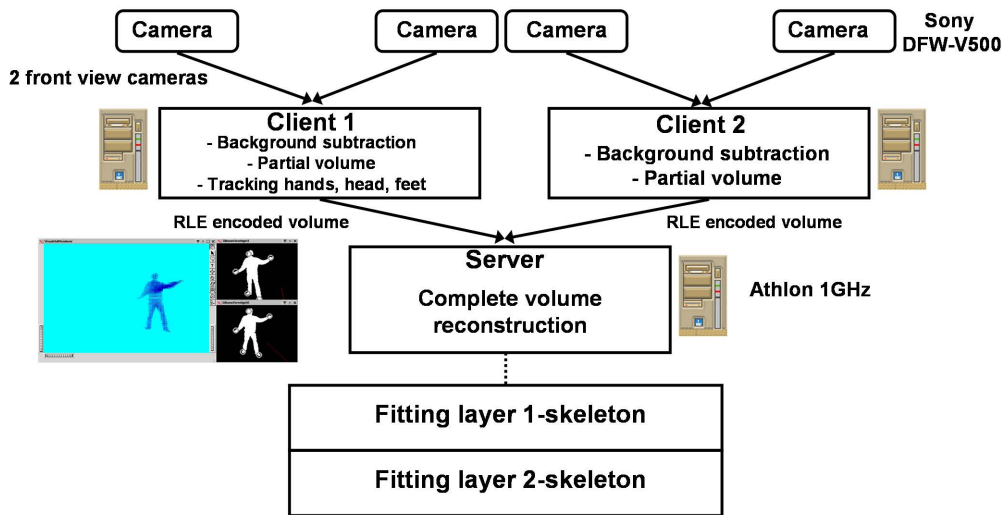 Camera
Camera
Camera
Camera
Sony
DFW-V500
2 front view cameras
Client 1
- Background subtraction
- Partial volume
- Tracking hands, head, feet
Client 2
- Background subtraction
- Partial volume
RLE encoded volume
RLE encoded volume
Server
Complete volume
reconstruction
Athlon 1GHz
Fitting layer 1-skeleton
Fitting layer 2-skeleton